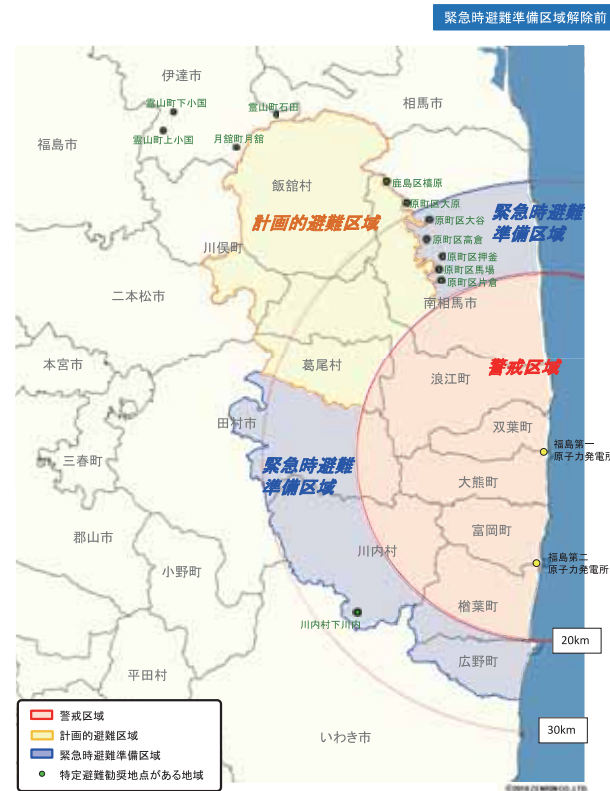 緊急時避難準備区域解除前
伊達市
霊山町下小国
霊山町石田
相馬市
霊山町上小国
福島市
月舘町月舘
飯舘村
鹿島区橲原
原町区大原
計画的避難区域
原町区大谷
緊急時避難
準備区域
原町区高倉
川俣町
原町区押釜
原町区馬場
原町区片倉
二本松市
南相馬市
本宮市
葛尾村
浪江町
警戒区域
田村市
双葉町
福島第一
原子力発電所
三春町
緊急時避難
準備区域
大熊町
郡山市
富岡町
川内村
福島第二
原子力発電所
小野町
楢葉町
川内村下川内
20km
広野町
平田村
いわき市
30km
警戒区域
計画的避難区域
緊急時避難準備区域
特定避難勧奨地点がある地域